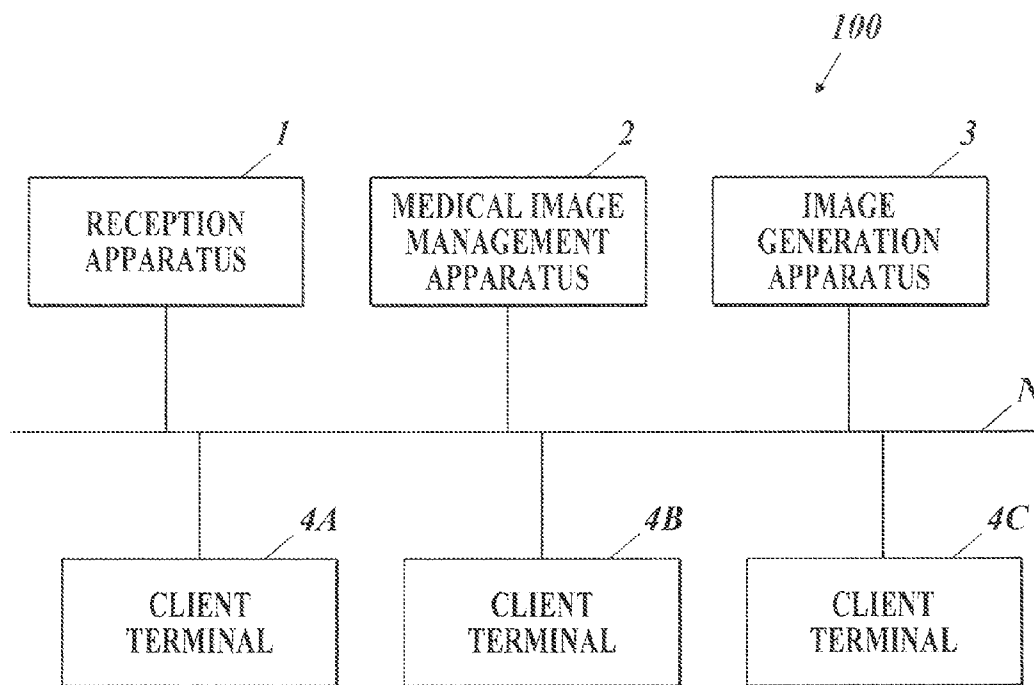 100
1
2
3
RECEPTION
APPARATUS
MEDICAL IMAGE
MANAGEMENT
APPARATUS
IMAGE
GENERATION
APPARATUS
N
4A
4B
4C
CLIENT
TERMINAL
CLIENT
TERMINAL
CLIENT
TERMINAL